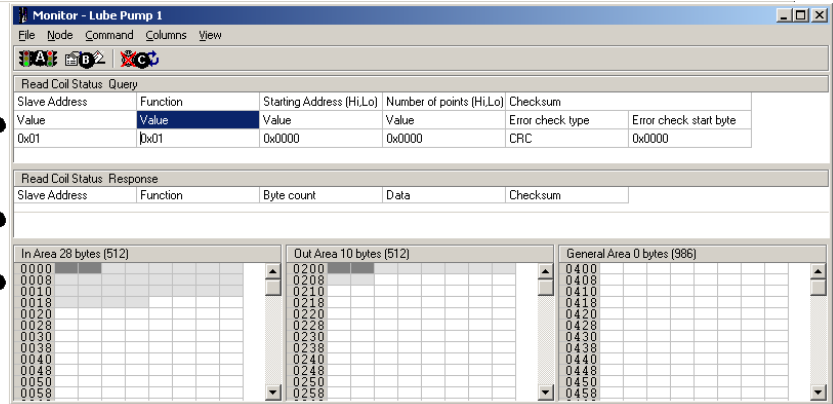 Monitor - Lube Pump 1
File Node Command Columns View
A B C
Read Coil Status Query
Slave Address Function Starting Address (Hi,Lo) Number of points (Hi,Lo) Checksum
Value Value Value Value Error check type Error check start byte
0x01 0x01 0x0000 0x0000 CRC 0x0000
Read Coil Status Response
Slave Address Function Byte count Data Checksum
In Area 28 bytes (512) Out Area 10 bytes (512) General Area 0 bytes (986)
0000 0200 0400
0008 0208 0408
0010 0210 0410
0018 0218 0418
0020 0220 0420
0028 0228 0428
0030 0230 0430
0038 0238 0438
0040 0240 0440
0048 0248 0448
0050 0250 0450
0058 0258 0458